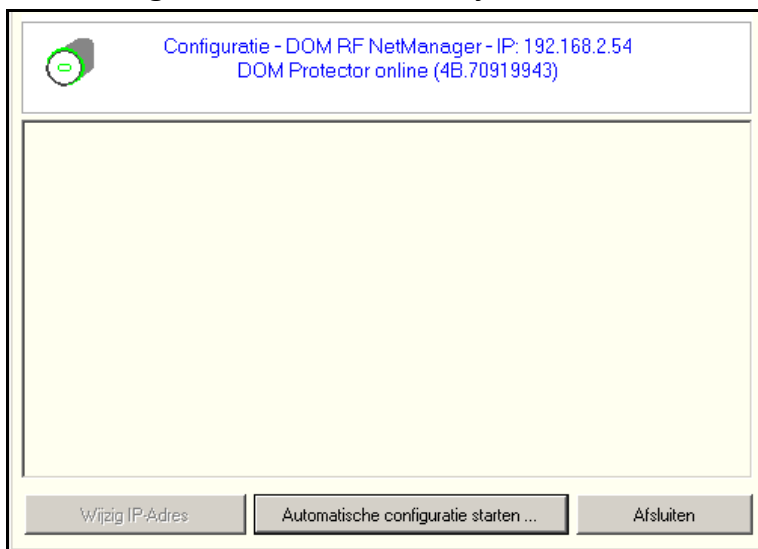 Configuratie - DOM RF NetManager - IP: 192.168.2.54
DOM Protector online (4B.70919943)
Wijzig IP-Adres
Automatische configuratie starten ...
Afsluiten